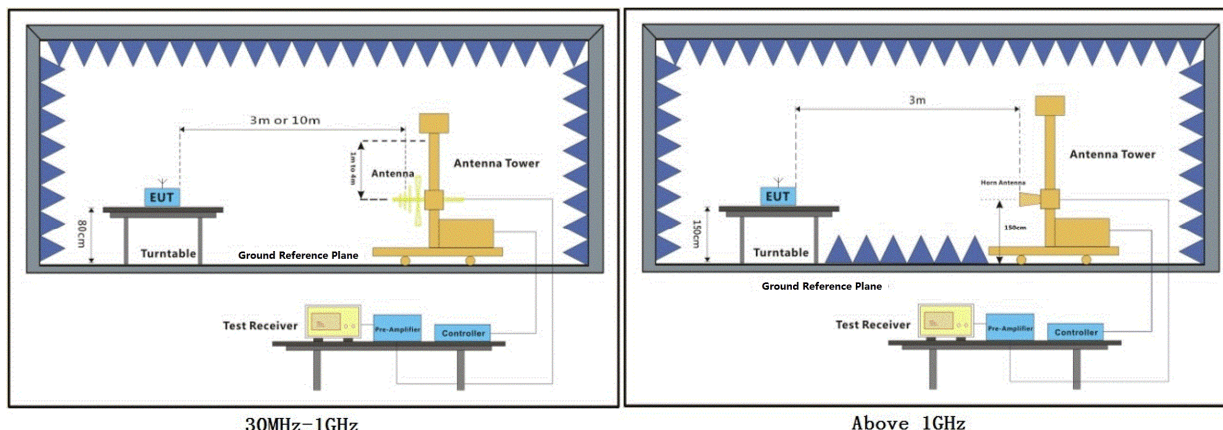 3m or 10m
1m to 4m
Antenna
Antenna Tower
EUT
80cm
Turntable
Ground Reference Plane
Test Receiver
Pre-Amplifier
Controller
30MHz-1GHz
3m
Antenna Tower
Horn Antenna
EUT
150cm
150cm
Turntable
Ground Reference Plane
Test Receiver
Pre-Amplifier
Controller
Above 1GHz